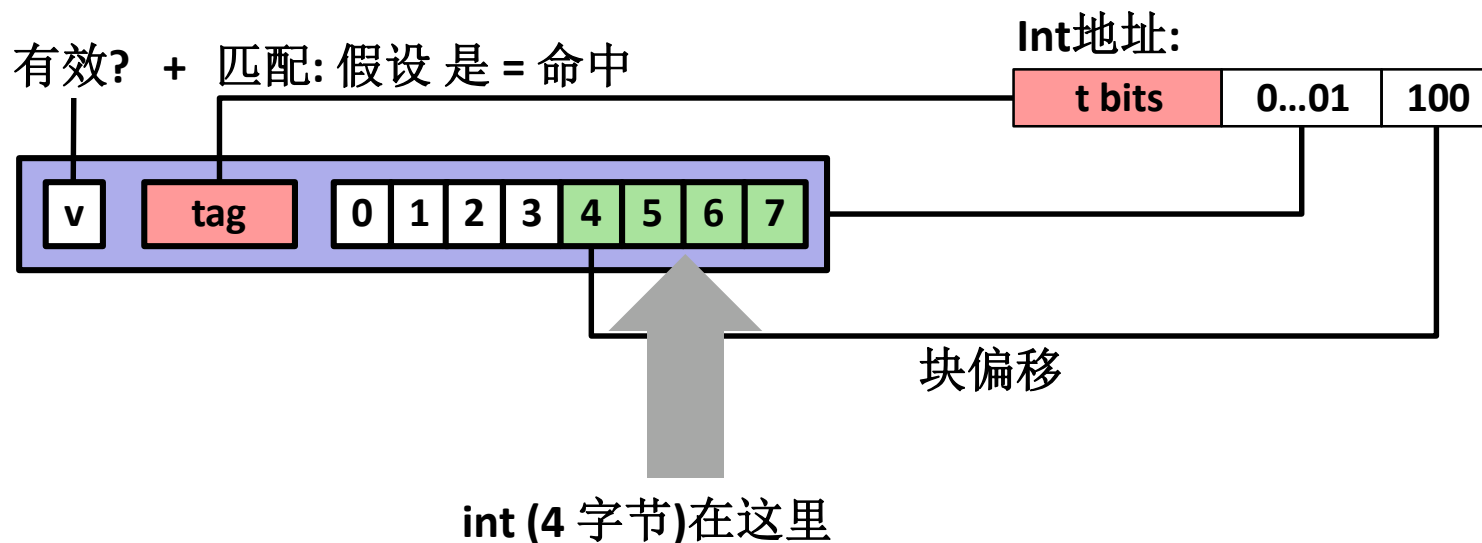 Int地址:
有效? + 匹配: 假设 是 = 命中
t bits 0...01 100
v tag 0 1 2 3 4 5 6 7
块偏移
int (4 字节)在这里